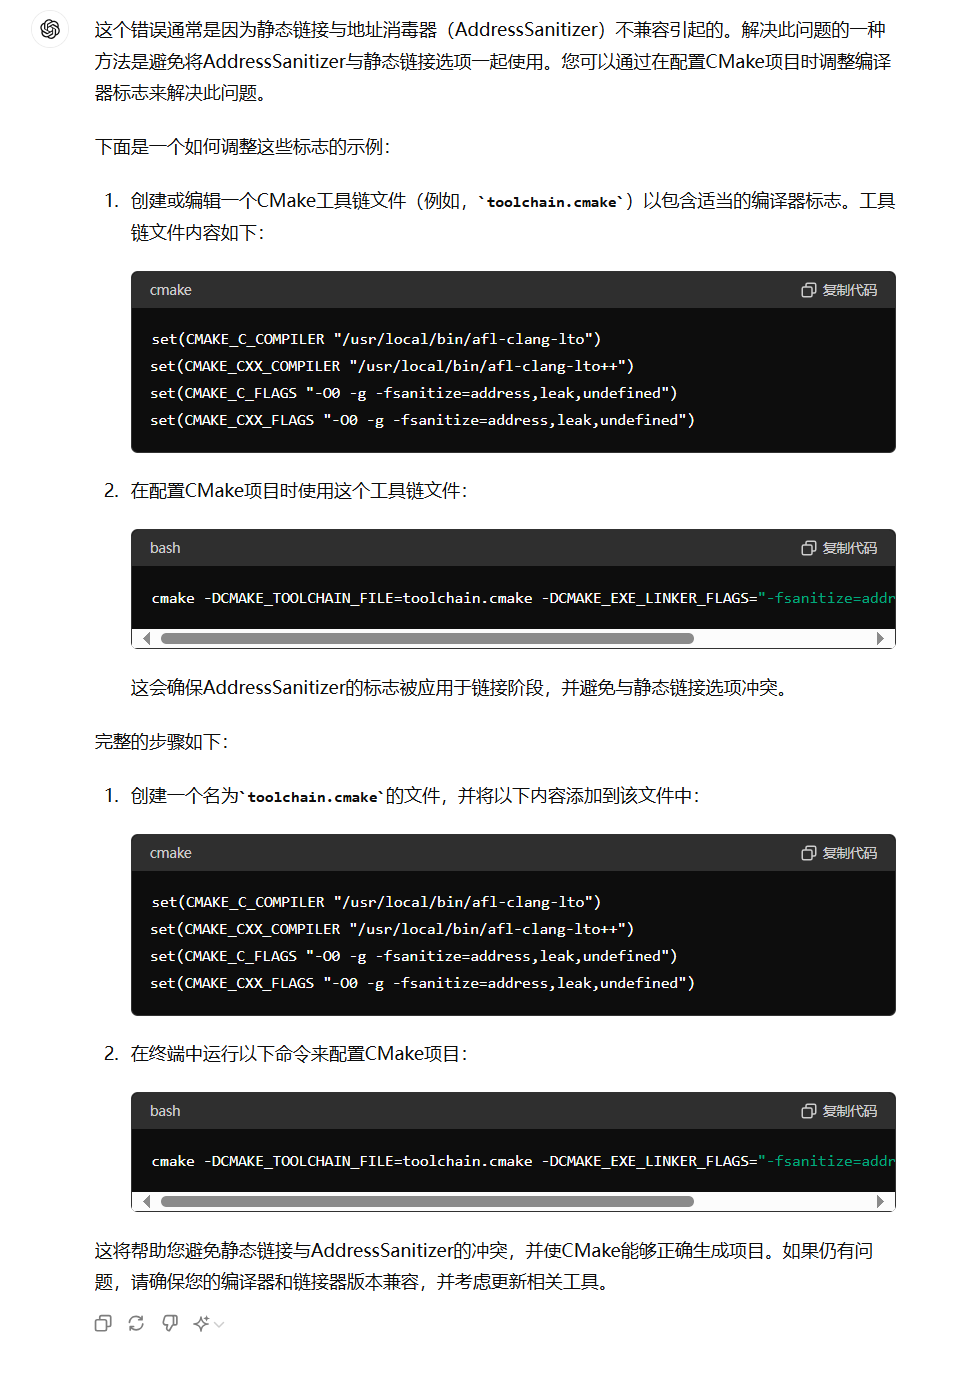 这个错误通常是因为静态链接与地址消毒器（AddressSanitizer）不兼容引起的。解决此问题的一种
方法是避免将AddressSanitizer与静态链接选项一起使用。您可以通过在配置CMake项目时调整编译
器标志来解决此问题。
下面是一个如何调整这些标志的示例：
1. 创建或编辑一个CMake工具链文件（例如，`toolchain.cmake`）以包含适当的编译器标志。工具
链文件内容如下：
cmake 复制代码
set(CMAKE_C_COMPILER "/usr/local/bin/afl-clang-lto")
set(CMAKE_CXX_COMPILER "/usr/local/bin/afl-clang-lto++")
set(CMAKE_C_FLAGS "-O0 -g -fsanitize=address,leak,undefined")
set(CMAKE_CXX_FLAGS "-O0 -g -fsanitize=address,leak,undefined")
2. 在配置CMake项目时使用这个工具链文件：
bash 复制代码
cmake -DCMAKE_TOOLCHAIN_FILE=toolchain.cmake -DCMAKE_EXE_LINKER_FLAGS="-fsanitize=addr
这会确保AddressSanitizer的标志被应用于链接阶段，并避免与静态链接选项冲突。
完整的步骤如下：
1. 创建一个名为`toolchain.cmake`的文件，并将以下内容添加到该文件中：
cmake 复制代码
set(CMAKE_C_COMPILER "/usr/local/bin/afl-clang-lto")
set(CMAKE_CXX_COMPILER "/usr/local/bin/afl-clang-lto++")
set(CMAKE_C_FLAGS "-O0 -g -fsanitize=address,leak,undefined")
set(CMAKE_CXX_FLAGS "-O0 -g -fsanitize=address,leak,undefined")
2. 在终端中运行以下命令来配置CMake项目：
bash 复制代码
cmake -DCMAKE_TOOLCHAIN_FILE=toolchain.cmake -DCMAKE_EXE_LINKER_FLAGS="-fsanitize=addr
这将帮助您避免静态链接与AddressSanitizer的冲突，并使CMake能够正确生成项目。如果仍有问
题，请确保您的编译器和链接器版本兼容，并考虑更新相关工具。